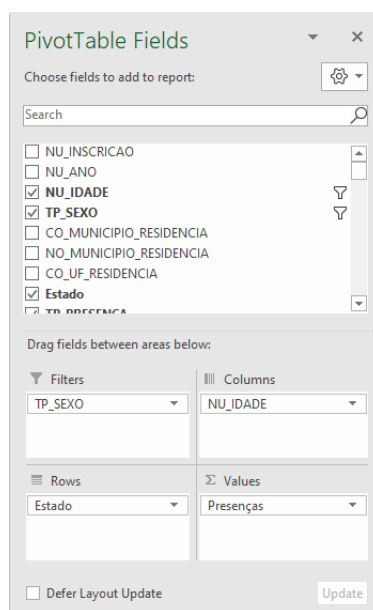 PivotTable Fields
Choose fields to add to report:
Search
NU_INSCRICAO
NU_ANO
NU_IDADE
TP_SEXO
CO_MUNICIPIO_RESIDENCIA
NO_MUNICIPIO_RESIDENCIA
CO_UF_RESIDENCIA
Estado
TP_PRESENCA
Drag fields between areas below:
Filters
Columns
TP_SEXO
NU_IDADE
Rows
Σ Values
Estado
Presenças
Defer Layout Update
Update